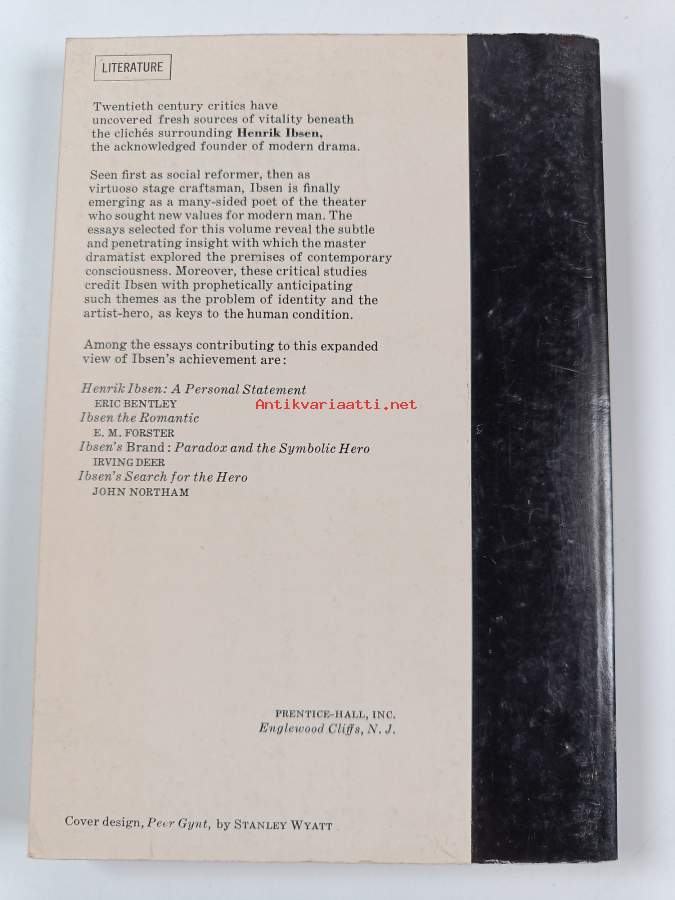 LITERATURE
Twentieth century critics have
uncovered fresh sources of vitality beneath
the clichés surrounding Henrik Ibsen,
the acknowledged founder of modern drama.
Seen first as social reformer, then as
virtuoso stage craftsman, Ibsen is finally
emerging as a many-sided poet of the theater
who sought new values for modern man. The
essays selected for this volume reveal the subtle
and penetrating insight with which the master
dramatist explored the premises of contemporary
consciousness. Moreover, these critical studies
credit Ibsen with prophetically anticipating
such themes as the problem of identity and the
artist-hero, as keys to the human condition.
Among the essays contributing to this expanded
view of Ibsen's achievement are:
Henrik Ibsen: A Personal Statement
ERIC BENTLEY
Antikvariaatti.net
Ibsen the Romantic
E. M. FORSTER
Ibsen's Brand: Paradox and the Symbolic Hero
IRVING DEER
Ibsen's Search for the Hero
JOHN NORTHAM
PRENTICE-HALL, INC.
Englewood Cliffs, N. J.
Cover design, Peer Gynt, by STANLEY WYATT